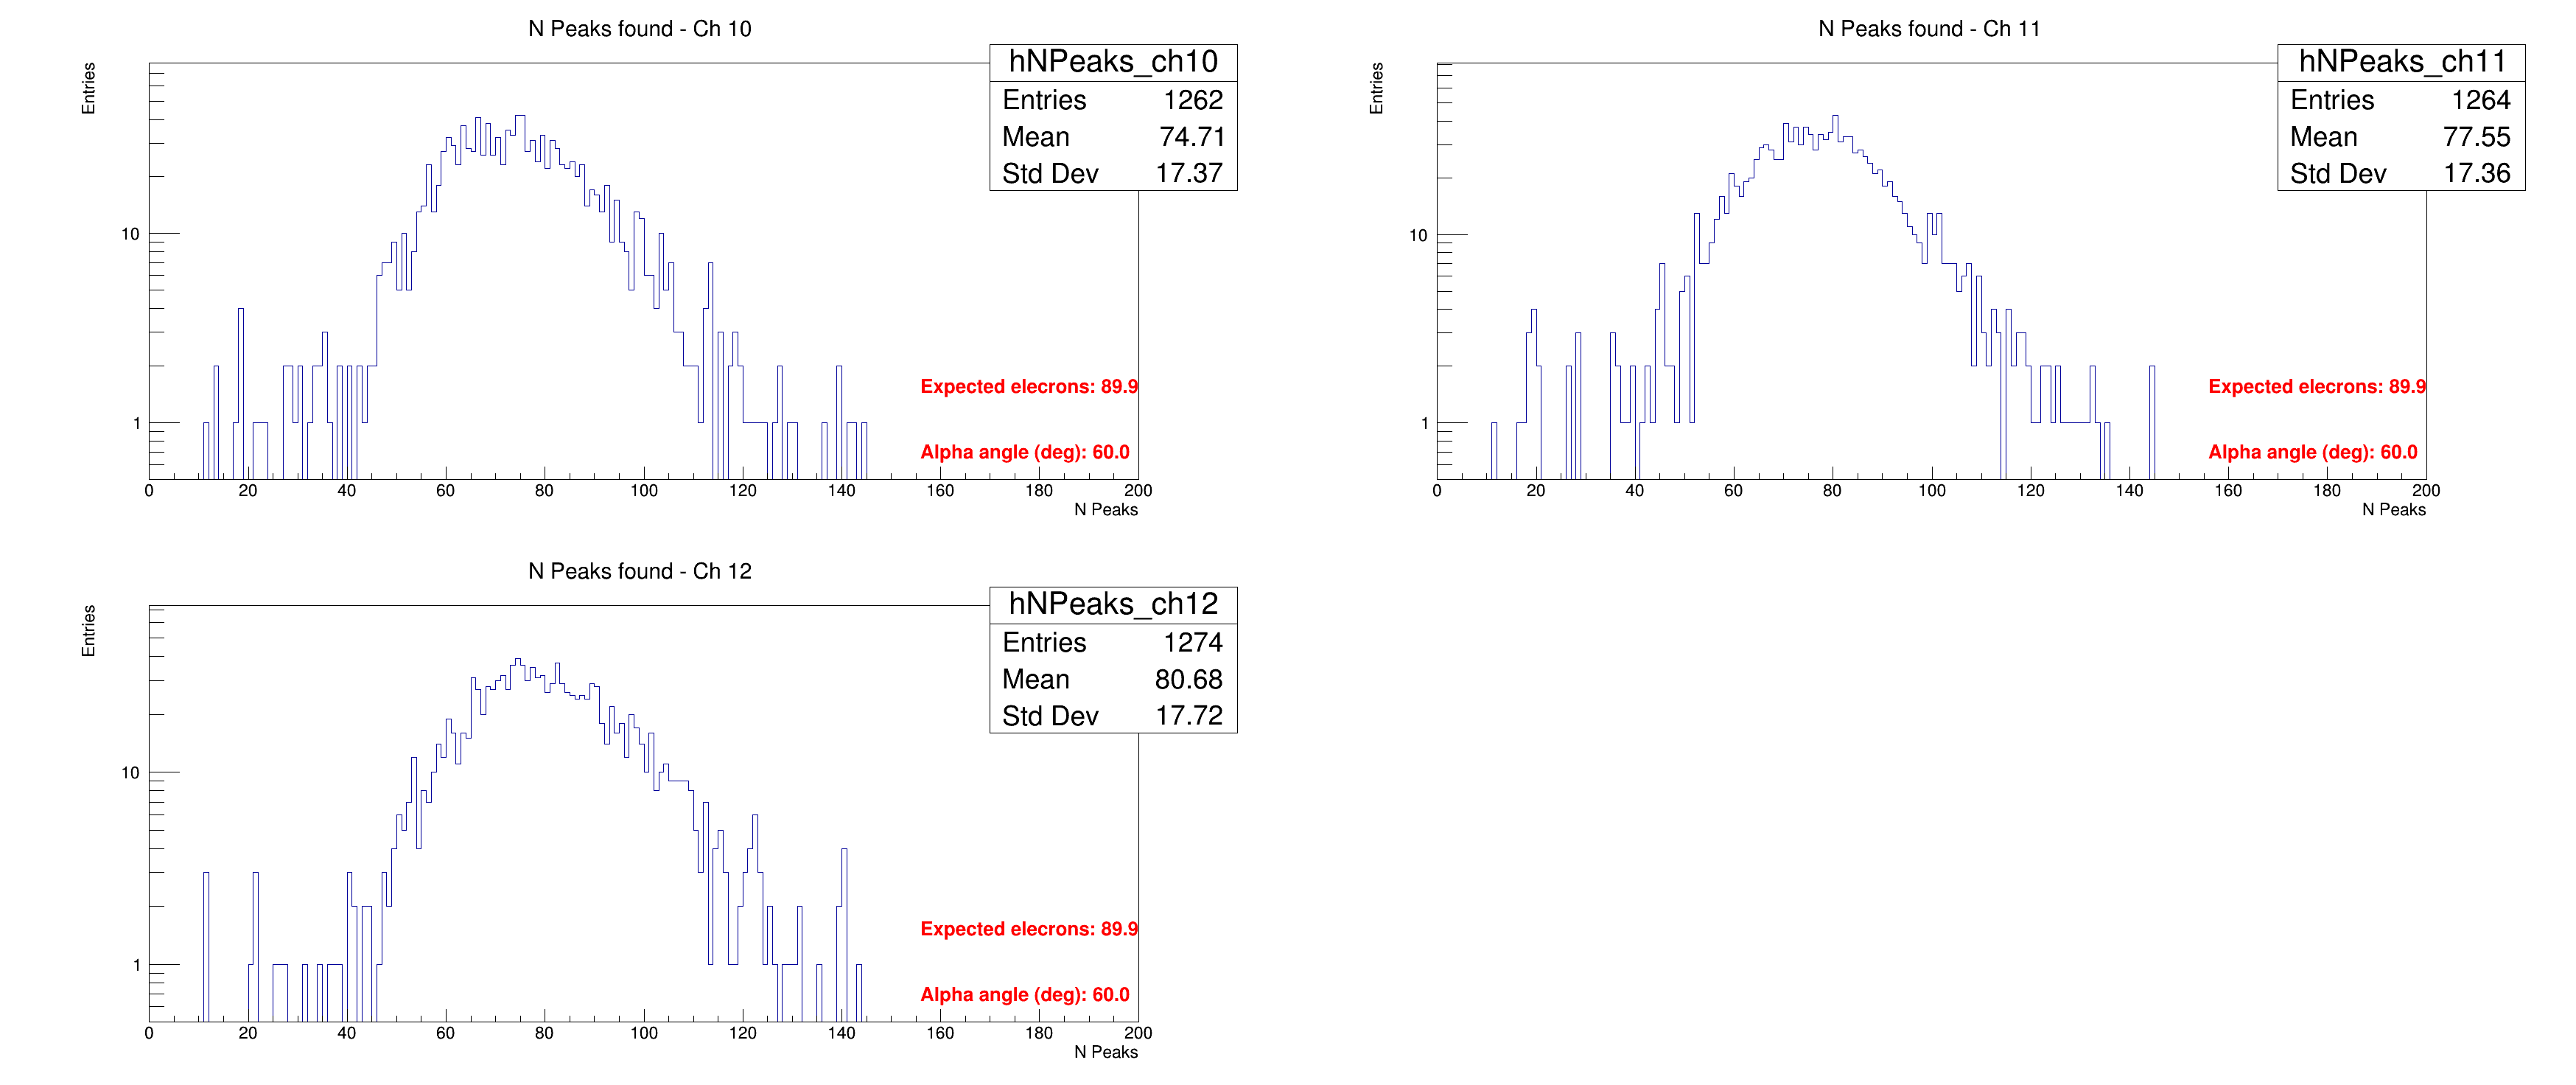 N Peaks found - Ch 10
Entries
hNPeaks_ch10
Entries 1262
Mean 74.71
Std Dev 17.37
10
1
Expected elecrons: 89.9
Alpha angle (deg): 60.0
0 20 40 60 80 100 120 140 160 180 200
N Peaks
N Peaks found - Ch 11
Entries
hNPeaks_ch11
Entries 1264
Mean 77.55
Std Dev 17.36
10
1
Expected elecrons: 89.9
Alpha angle (deg): 60.0
0 20 40 60 80 100 120 140 160 180 200
N Peaks
N Peaks found - Ch 12
Entries
hNPeaks_ch12
Entries 1274
Mean 80.68
Std Dev 17.72
10
1
Expected elecrons: 89.9
Alpha angle (deg): 60.0
0 20 40 60 80 100 120 140 160 180 200
N Peaks